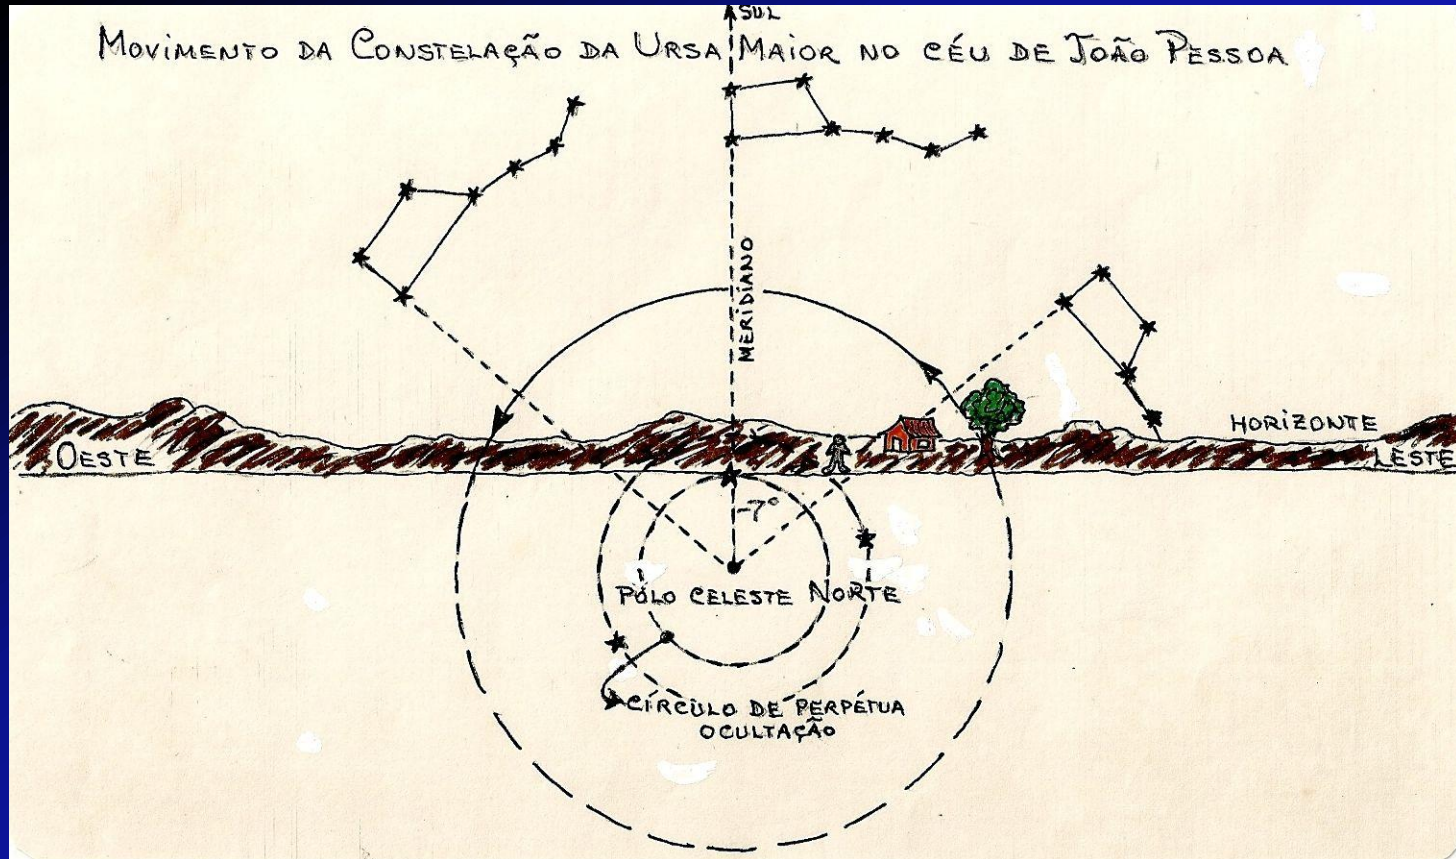 SUL
MOVIMENTO DA CONSTELAÇÃO DA URSA MAIOR NO CÉU DE JOÃO PESSOA
MERIDIANO
HORIZONTE
OESTE
LESTE
-7°
PÓLO CELESTE NORTE
CÍRCULO DE PERPÉTUA
OCULTAÇÃO